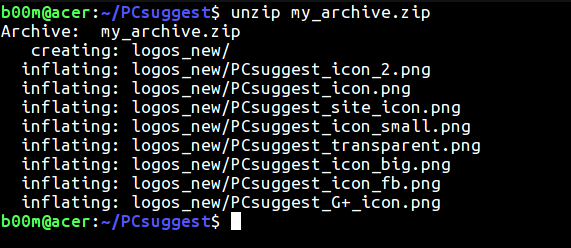 b00m@acer:~/PCsuggest$ unzip my_archive.zip
Archive:  my_archive.zip
   creating: logos_new/
  inflating: logos_new/PCsuggest_icon_2.png
  inflating: logos_new/PCsuggest_icon.png
  inflating: logos_new/PCsuggest_site_icon.png
  inflating: logos_new/PCsuggest_icon_small.png
  inflating: logos_new/PCsuggest_transparent.png
  inflating: logos_new/PCsuggest_icon_big.png
  inflating: logos_new/PCsuggest_icon_fb.png
  inflating: logos_new/PCsuggest_G+_icon.png
b00m@acer:~/PCsuggest$